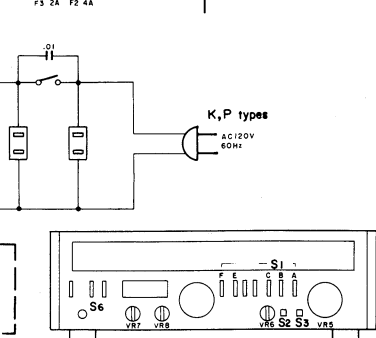 F3 2A F2 4A
.01
K,P types
AC120V
60Hz
S1
F E C B A
S6
VR7 VR8 VR6 S2 S3 VR5